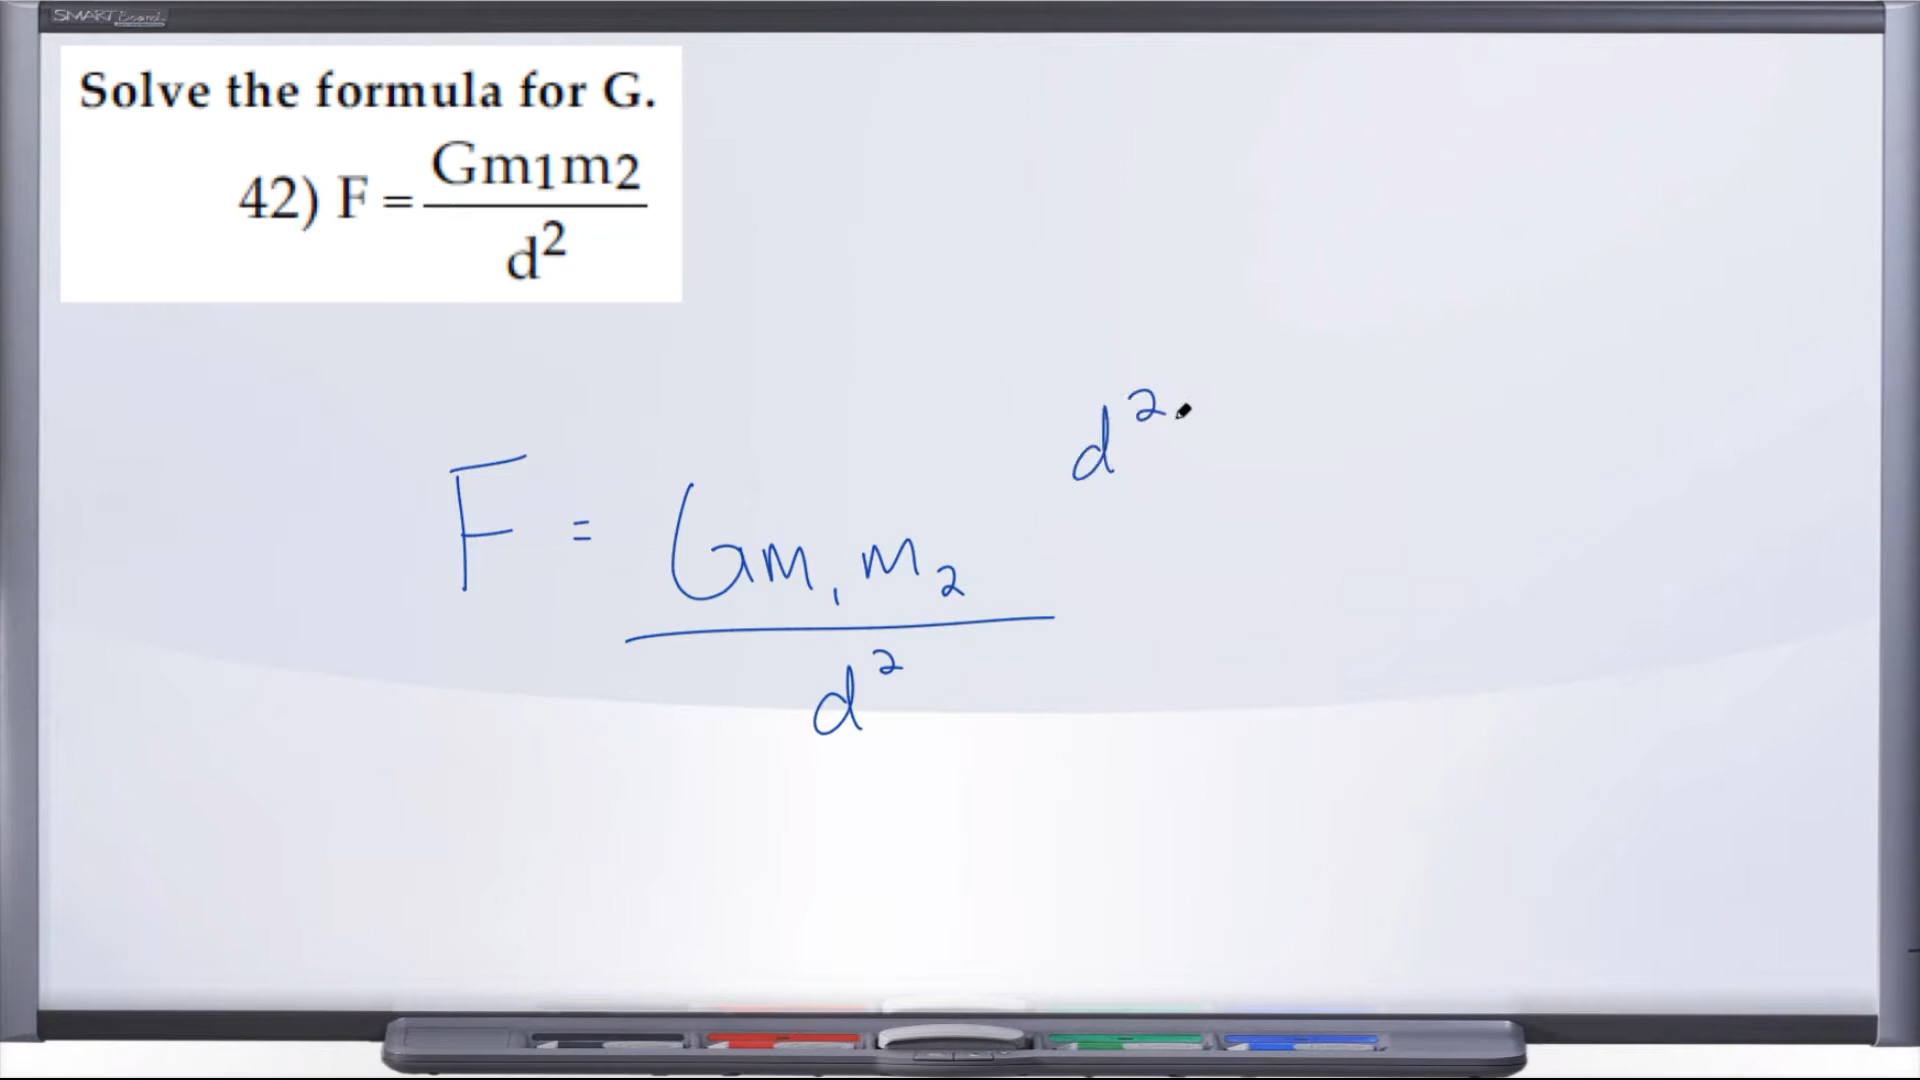 SMART Board
Solve the formula for G.
42) F = Gm1m2 / d²
d²
F = Gm₁m₂ / d²